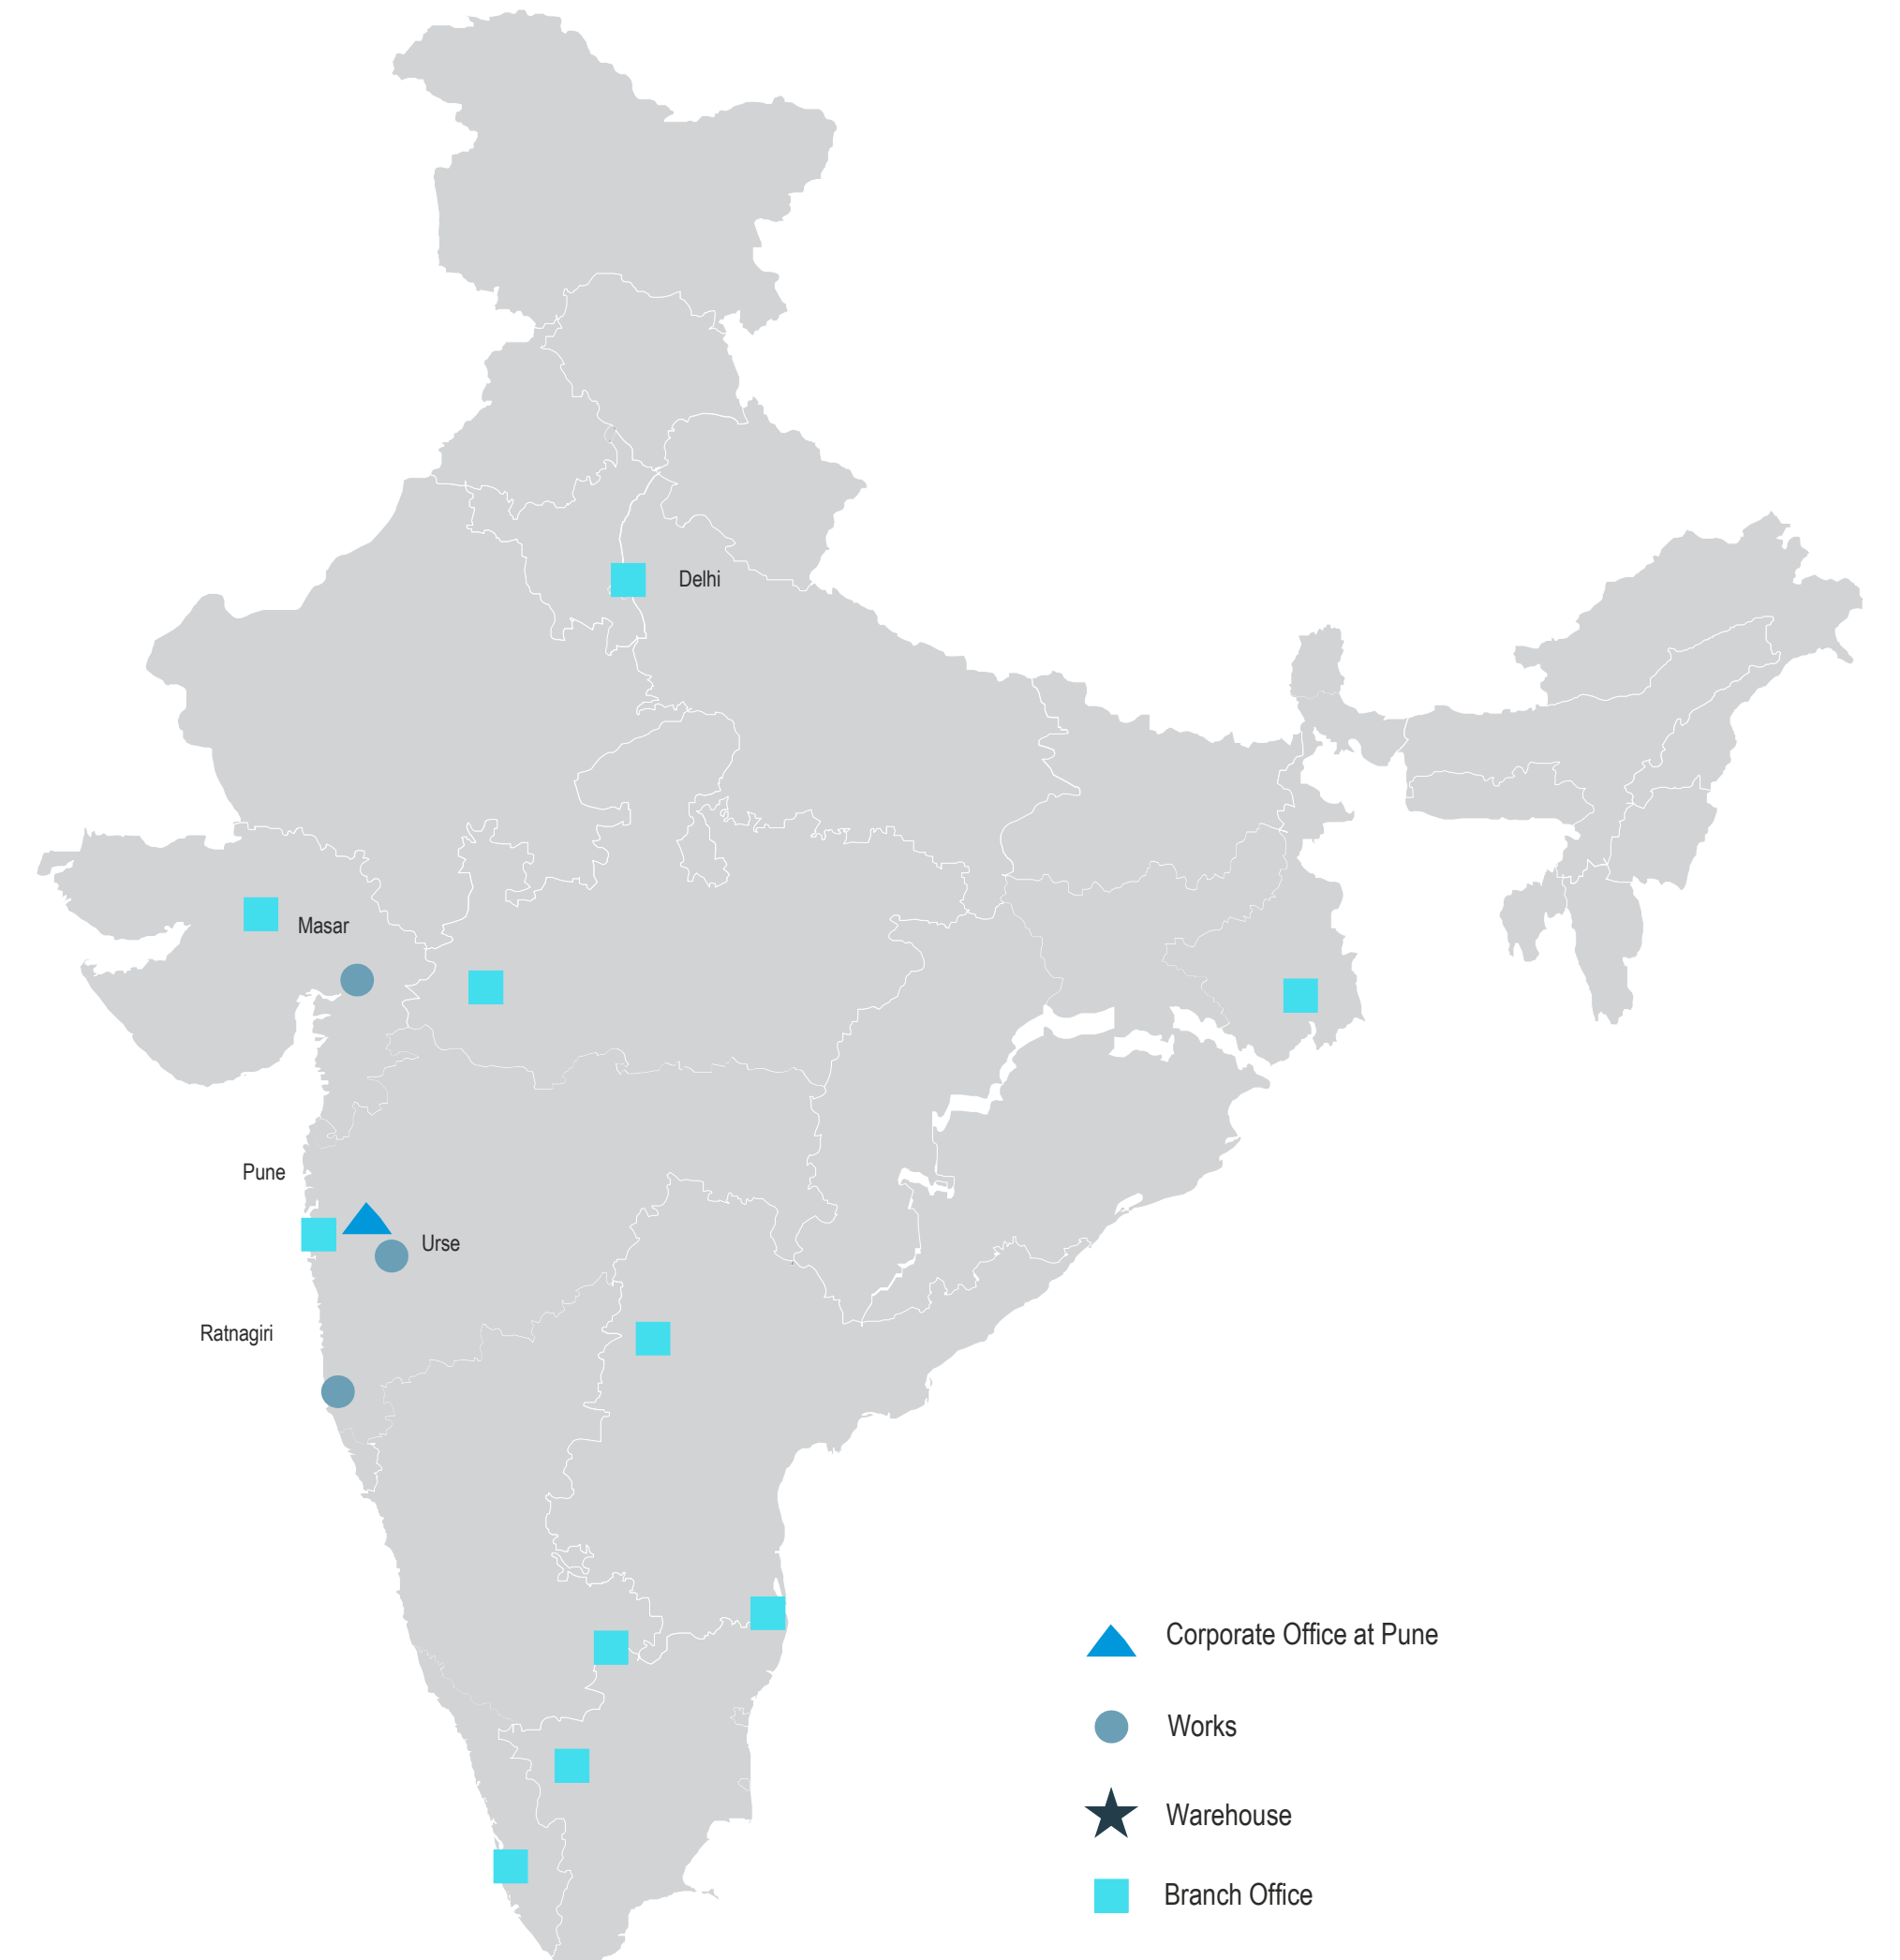 Delhi
Masar
Pune
Urse
Ratnagiri
Corporate Office at Pune
Works
Warehouse
Branch Office